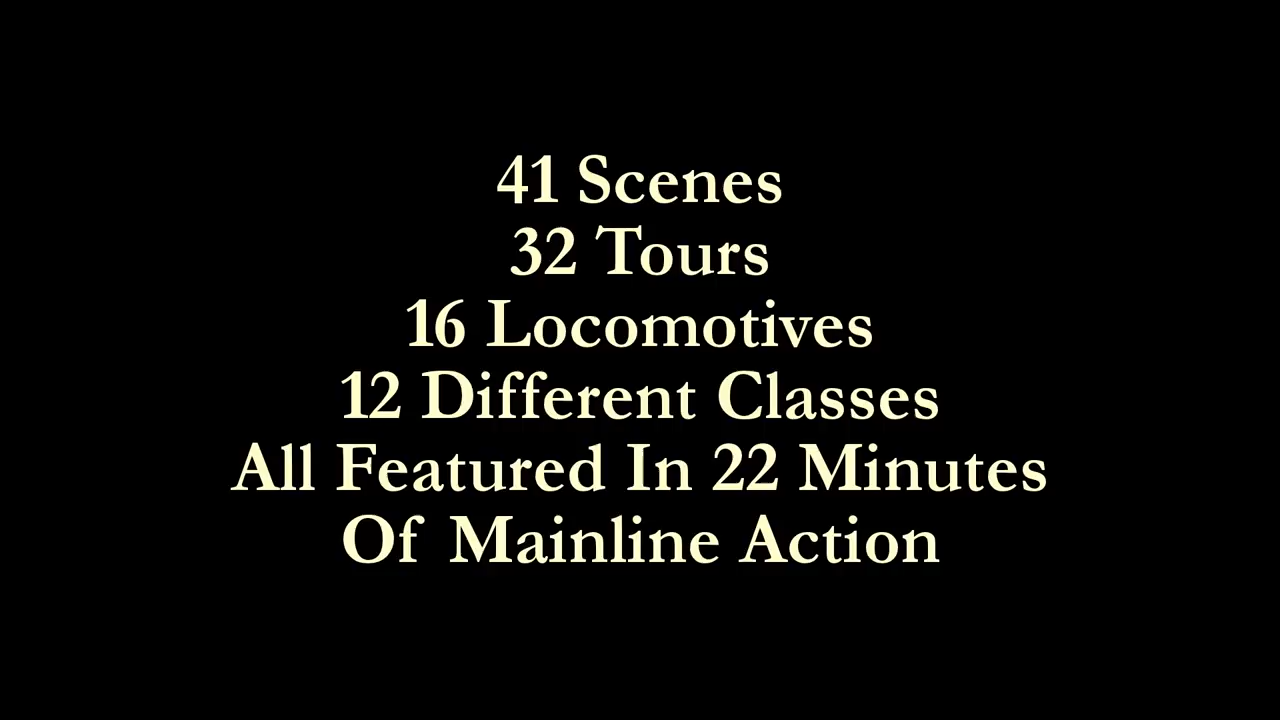 41 Scenes
32 Tours
16 Locomotives
12 Different Classes
All Featured In 22 Minutes
Of Mainline Action